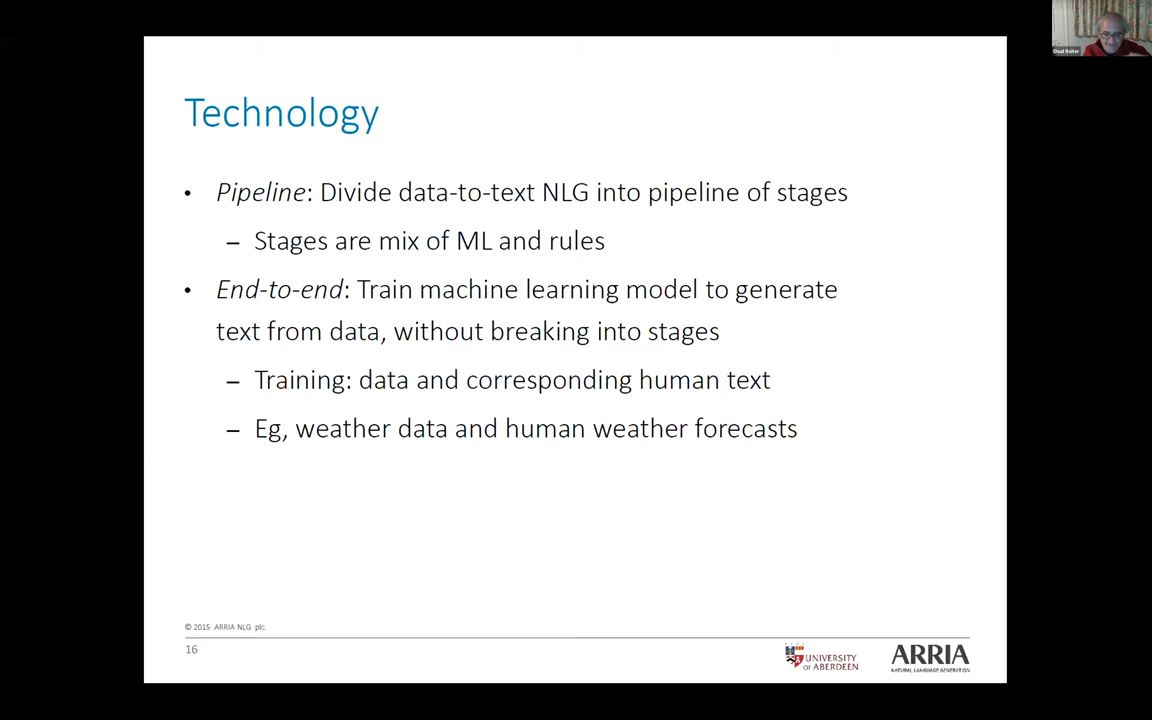 Ehud Reiter
Technology
• Pipeline: Divide data-to-text NLG into pipeline of stages
– Stages are mix of ML and rules
• End-to-end: Train machine learning model to generate
text from data, without breaking into stages
– Training: data and corresponding human text
– Eg, weather data and human weather forecasts
© 2015 ARRIA NLG plc.
16
UNIVERSITY
OF ABERDEEN
ARRIA
NATURAL LANGUAGE GENERATION